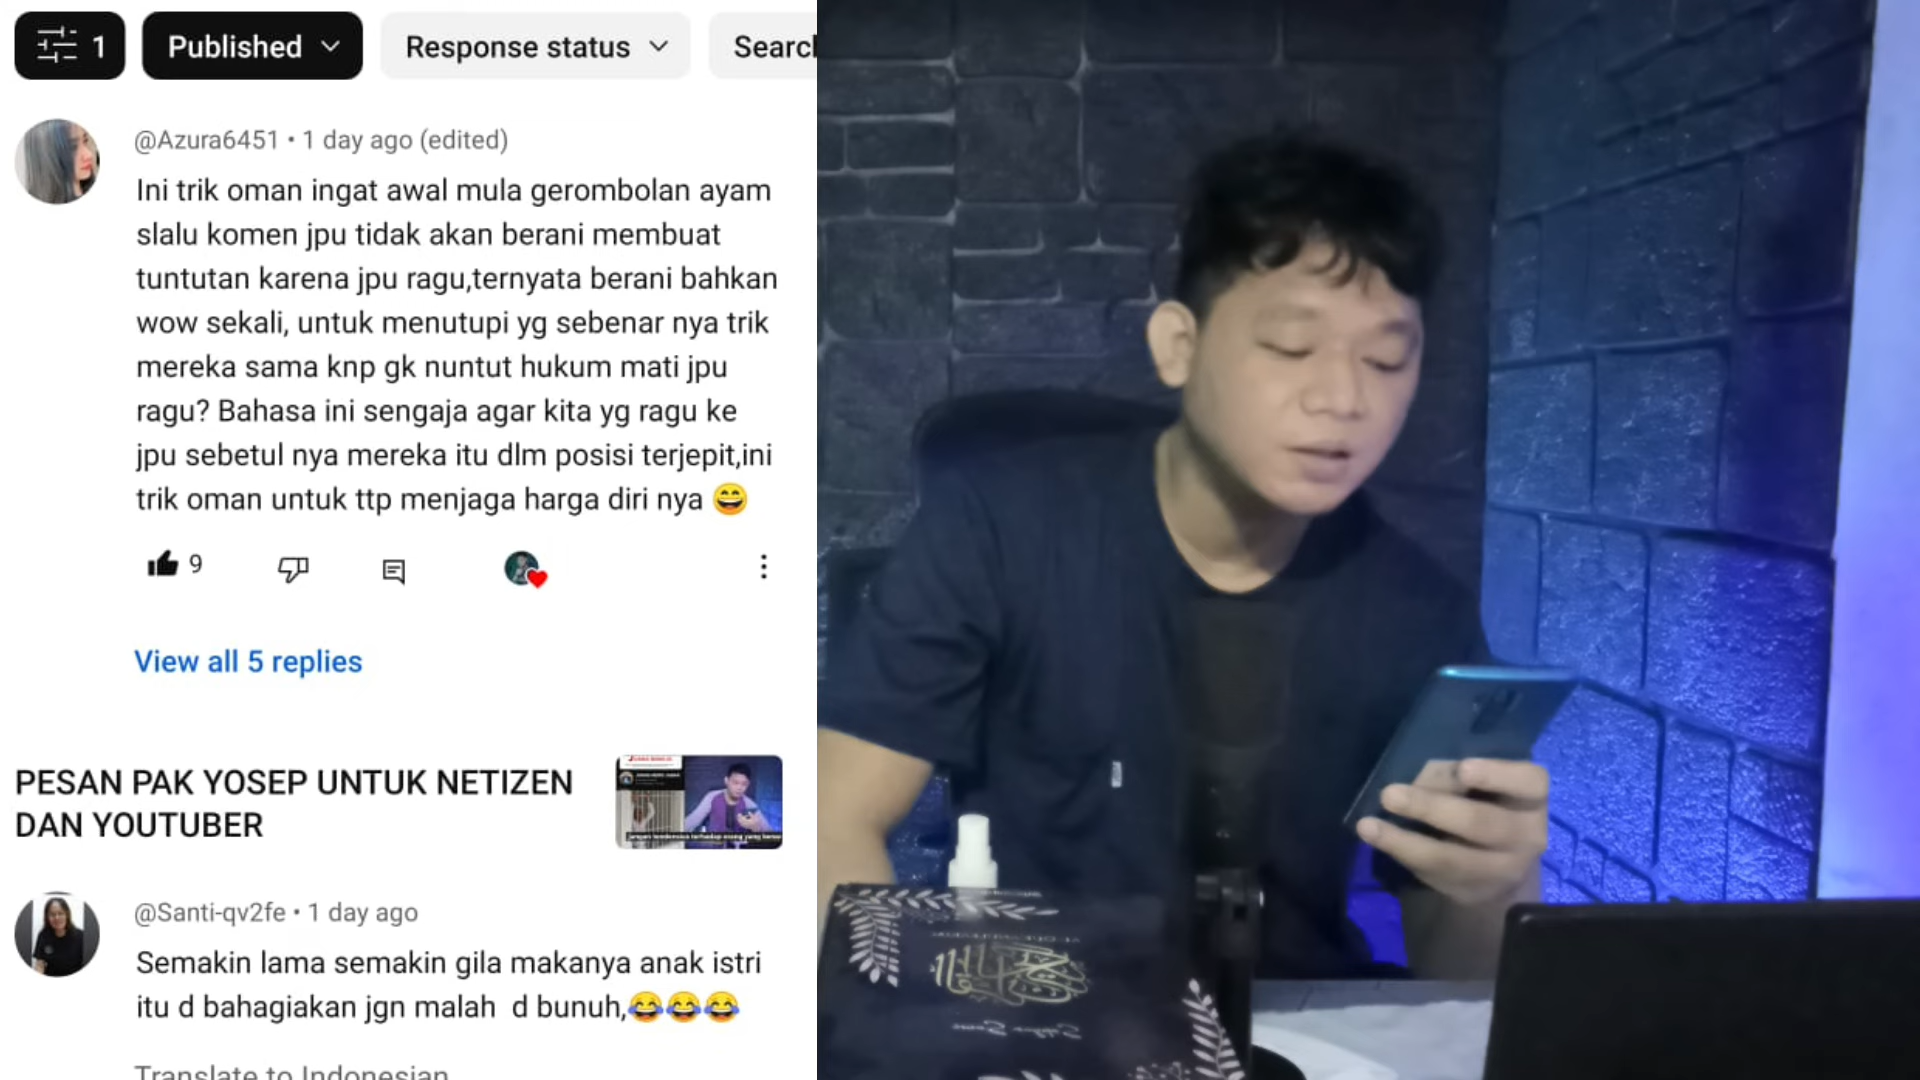 1
Published
Response status
Search
@Azura6451 • 1 day ago (edited)
Ini trik oman ingat awal mula gerombolan ayam
slalu komen jpu tidak akan berani membuat
tuntutan karena jpu ragu,ternyata berani bahkan
wow sekali, untuk menutupi yg sebenar nya trik
mereka sama knp gk nuntut hukum mati jpu
ragu? Bahasa ini sengaja agar kita yg ragu ke
jpu sebetul nya mereka itu dlm posisi terjepit,ini
trik oman untuk ttp menjaga harga diri nya 😄
9
View all 5 replies
PESAN PAK YOSEP UNTUK NETIZEN
DAN YOUTUBER
@Santi-qv2fe • 1 day ago
Semakin lama semakin gila makanya anak istri
itu d bahagiakan jgn malah d bunuh,😂😂😂
Translate to Indonesian